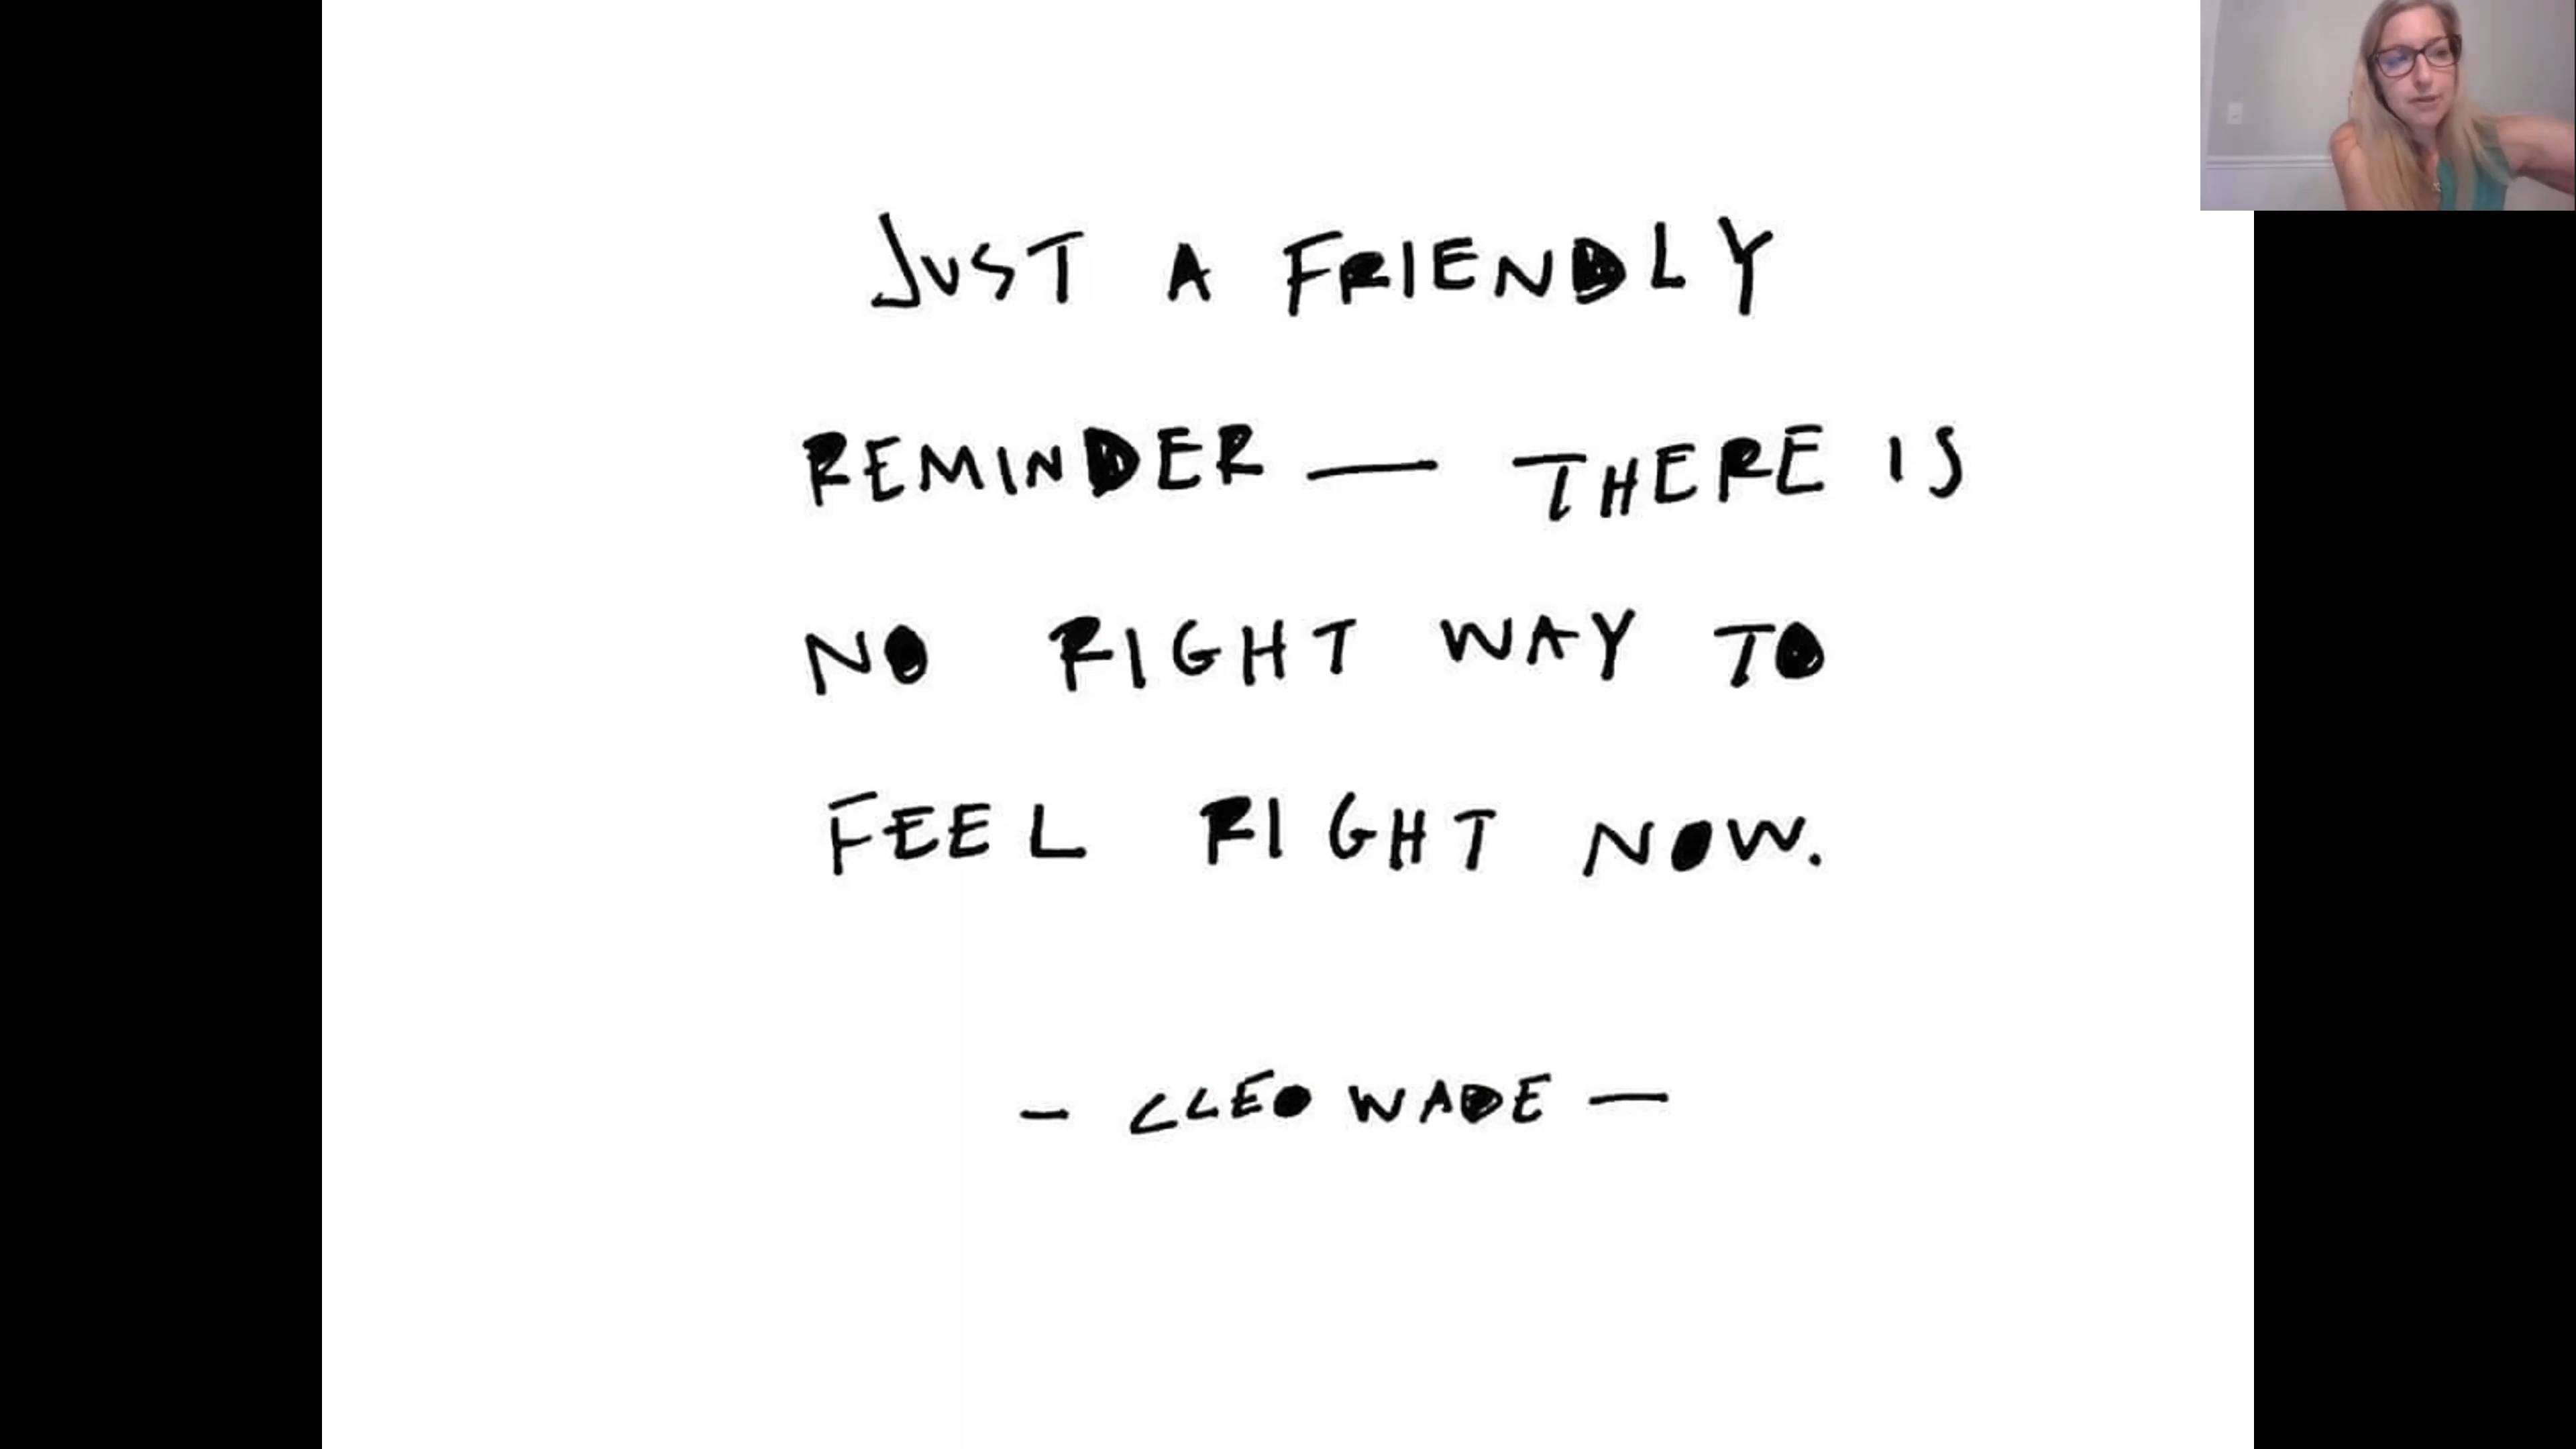 JUST A FRIENDLY
REMINDER — THERE IS
NO RIGHT WAY TO
FEEL RIGHT NOW.
- CLEO WADE —